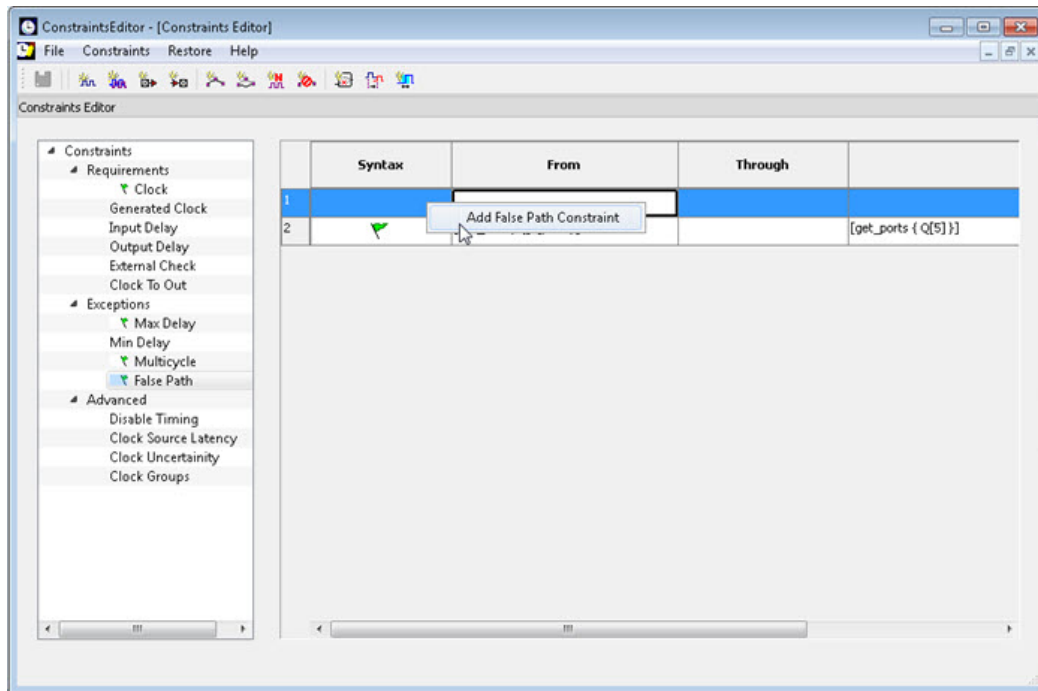 ConstraintsEditor - [Constraints Editor]
File Constraints Restore Help
Constraints Editor
Constraints
Requirements
Clock
Generated Clock
Input Delay
Output Delay
External Check
Clock To Out
Exceptions
Max Delay
Min Delay
Multicycle
False Path
Advanced
Disable Timing
Clock Source Latency
Clock Uncertainity
Clock Groups
Syntax From Through
1
Add False Path Constraint
2 [get_ports { Q[5] }]